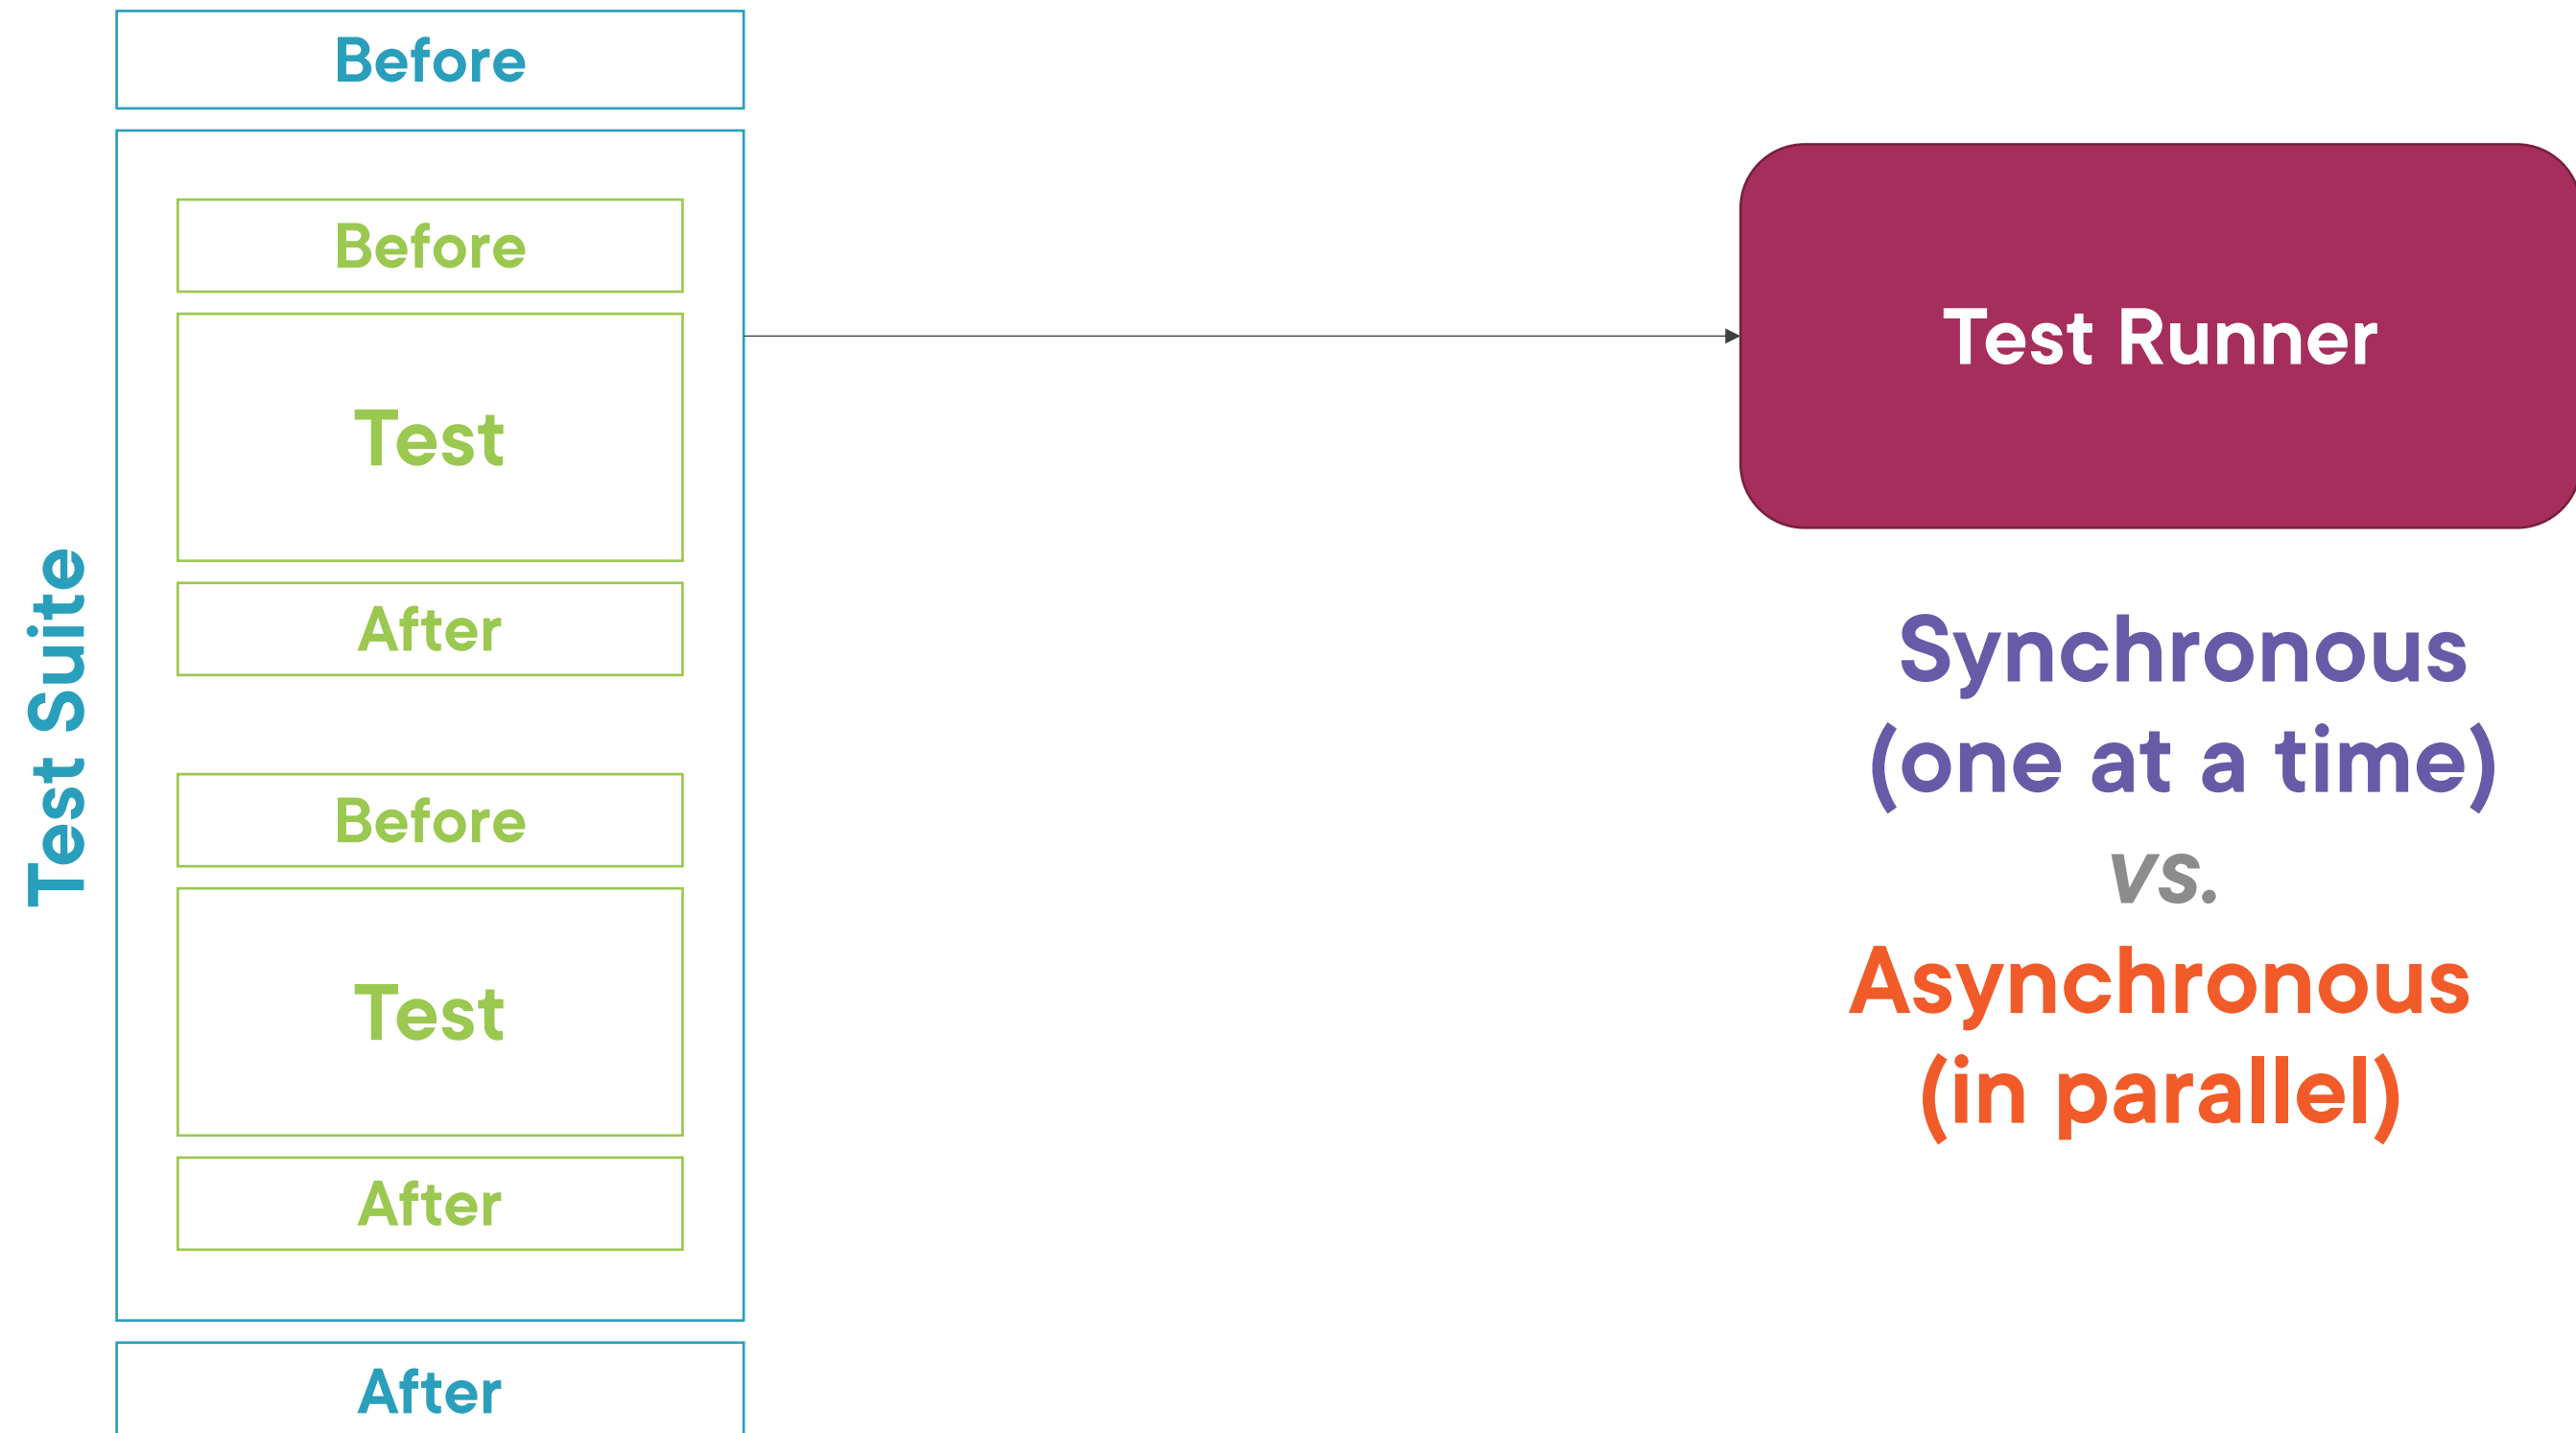 Test Suite
Before
Before
Test
After
Before
Test
After
After
Test Runner
Synchronous
(one at a time)
vs.
Asynchronous
(in parallel)